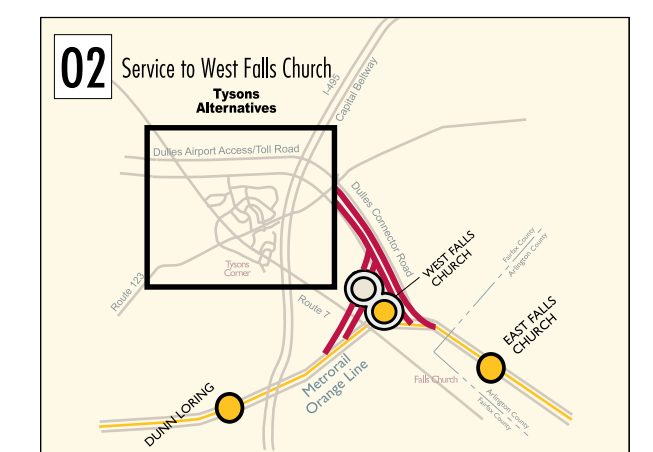 02
Service to West Falls Church
Tysons
Alternatives
I-495
Capital Beltway
Dulles Airport Access/Toll Road
Dulles Connector Road
WEST FALLS
CHURCH
Fairfax County
Arlington County
Tysons
Corner
Route 123
Route 7
EAST FALLS
CHURCH
Metrorail
Orange Line
Falls Church
DUNN LORING
Arlington County
Fairfax County